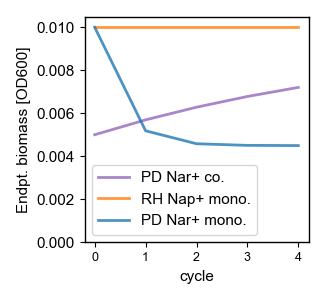 Endpt. biomass [OD600]
0.010
0.008
0.006
0.004
0.002
0.000
PD Nar+ co.
RH Nap+ mono.
PD Nar+ mono.
0 1 2 3 4
cycle